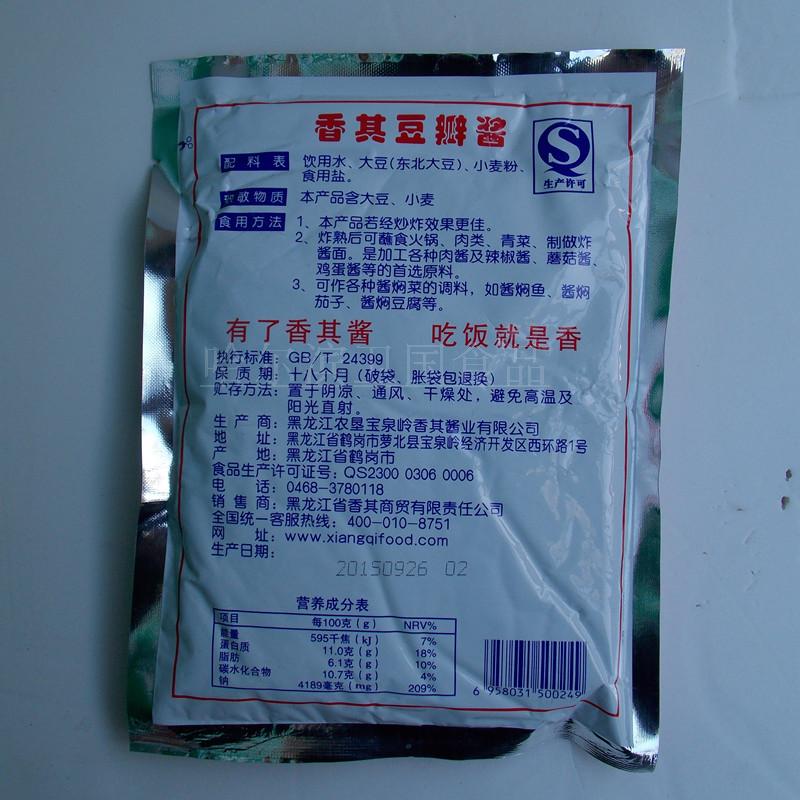 香其豆瓣酱
配料表 饮用水、大豆(东北大豆)、小麦粉、
食用盐。
生产许可
致敏物质 本产品含大豆、小麦
食用方法 1、本产品若经炒炸效果更佳。
2、炸熟后可蘸食火锅、肉类、青菜、制做炸
酱面。是加工各种肉酱及辣椒酱、蘑菇酱、
鸡蛋酱等的首选原料。
3、可作各种酱焖菜的调料，如酱焖鱼、酱焖
茄子、酱焖豆腐等。
有了香其酱 吃饭就是香
执行标准：GB/T 24399
保质期：十八个月（破袋、胀袋包退换）
贮存方法：置于阴凉、通风、干燥处，避免高温及
阳光直射。
生产商：黑龙江农垦宝泉岭香其酱业有限公司
地址：黑龙江省鹤岗市萝北县宝泉岭经济开发区西环路1号
产地：黑龙江省鹤岗市
食品生产许可证号：QS2300 0306 0006
电话：0468-3780118
销售商：黑龙江省香其商贸有限责任公司
全国统一客服热线：400-010-8751
网址：www.xiangqifood.com
生产日期：
20150926 02
营养成分表
项目 每100克（g） NRV%
能量 595千焦（kJ） 7%
蛋白质 11.0克（g） 18%
脂肪 6.1克（g） 10%
碳水化合物 10.7克（g） 4%
钠 4189毫克（mg） 209%
6 958031 500249